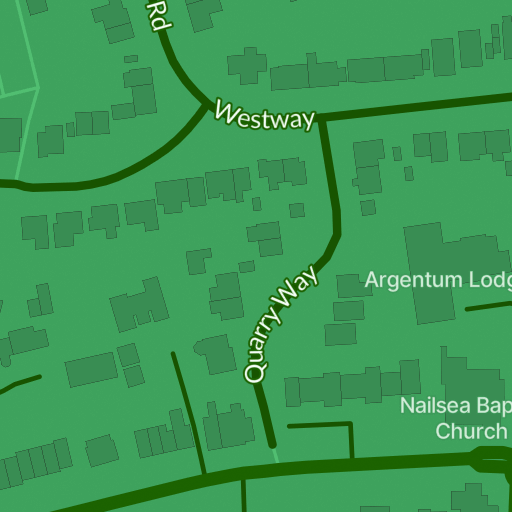 Rd
Westway
Argentum Lodg
Quarry Way
Nailsea Bap
Church